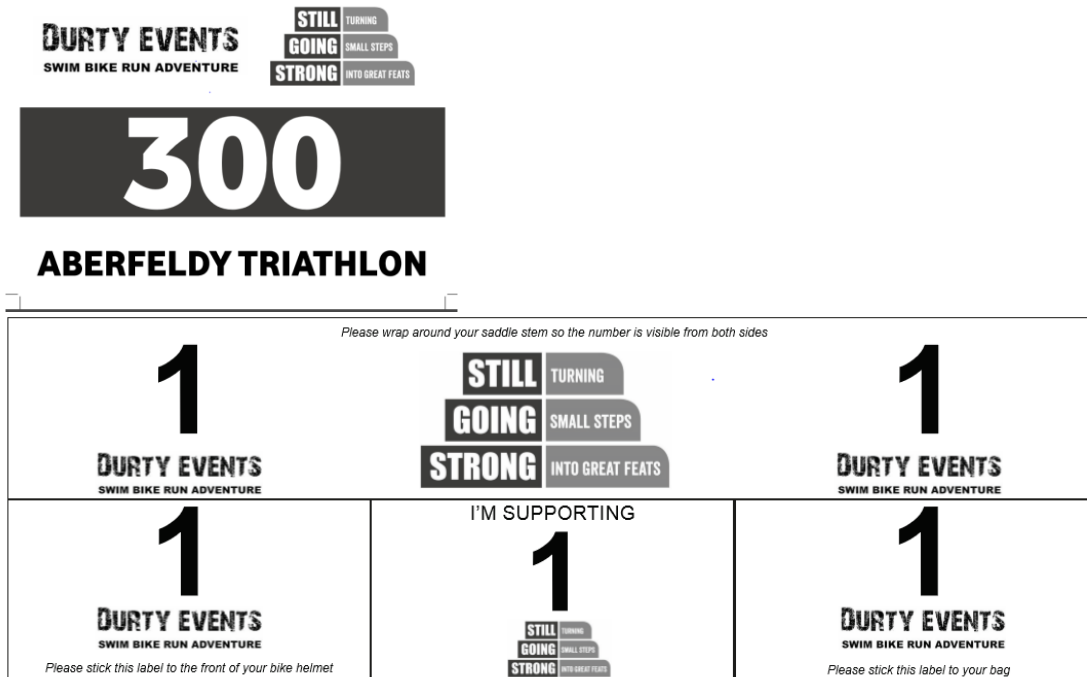 DURTY EVENTS
SWIM BIKE RUN ADVENTURE
STILL TURNING
GOING SMALL STEPS
STRONG INTO GREAT FEATS
300
ABERFELDY TRIATHLON
Please wrap around your saddle stem so the number is visible from both sides
1
DURTY EVENTS
SWIM BIKE RUN ADVENTURE
STILL TURNING
GOING SMALL STEPS
STRONG INTO GREAT FEATS
1
DURTY EVENTS
SWIM BIKE RUN ADVENTURE
1
DURTY EVENTS
SWIM BIKE RUN ADVENTURE
Please stick this label to the front of your bike helmet
I'M SUPPORTING
1
STILL TURNING
GOING SMALL STEPS
STRONG INTO GREAT FEATS
1
DURTY EVENTS
SWIM BIKE RUN ADVENTURE
Please stick this label to your bag